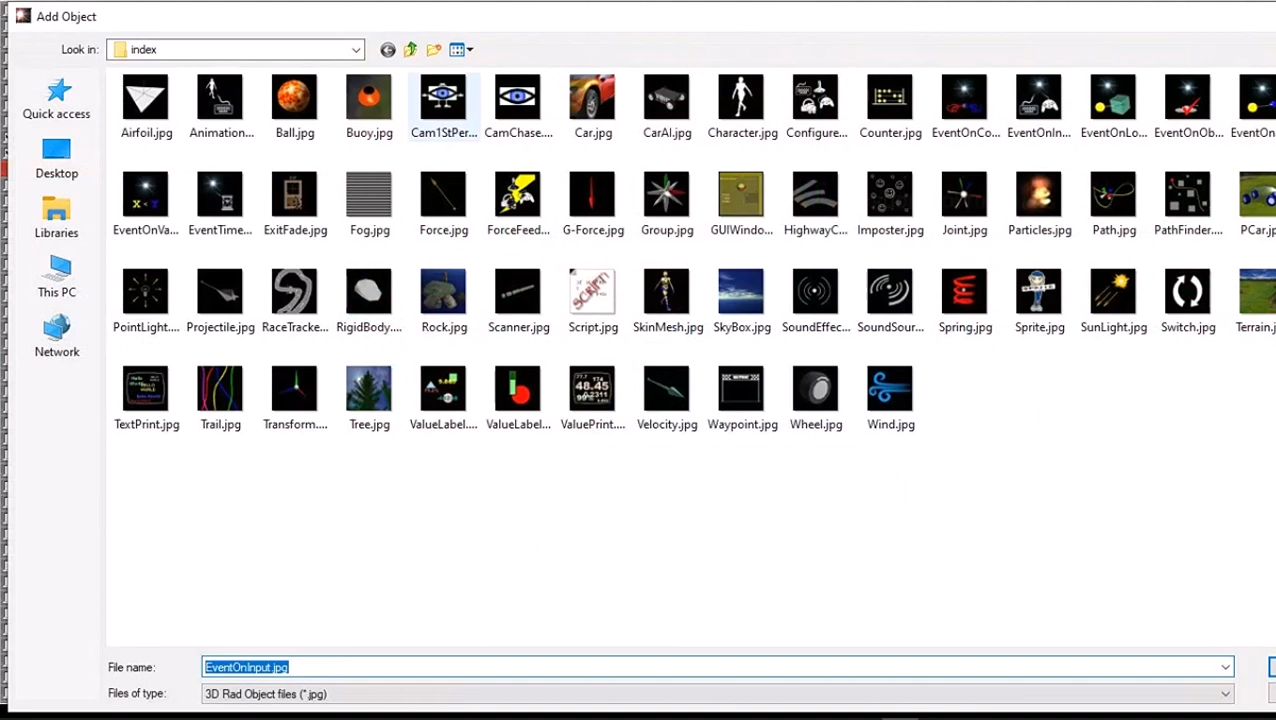 Add Object
Look in: index
Quick access
Desktop
Libraries
This PC
Network
Airfoil.jpg Animation... Ball.jpg Buoy.jpg Cam1StPer... CamChase.... Car.jpg CarAI.jpg Character.jpg Configure... Counter.jpg EventOnCo... EventOnIn... EventOnLo... EventOnOb... EventOn
EventOnVa... EventTime... ExitFade.jpg Fog.jpg Force.jpg ForceFeed... G-Force.jpg Group.jpg GUIWindo... HighwayC... Imposter.jpg Joint.jpg Particles.jpg Path.jpg PathFinder.... PCar.jp
PointLight.... Projectile.jpg RaceTracke... RigidBody.... Rock.jpg Scanner.jpg Script.jpg SkinMesh.jpg SkyBox.jpg SoundEffec... SoundSour... Spring.jpg Sprite.jpg SunLight.jpg Switch.jpg Terrain.j
TextPrint.jpg Trail.jpg Transform.... Tree.jpg ValueLabel.... ValueLabel... ValuePrint.... Velocity.jpg Waypoint.jpg Wheel.jpg Wind.jpg
File name: EventOnInput.jpg
Files of type: 3D Rad Object files (*.jpg)